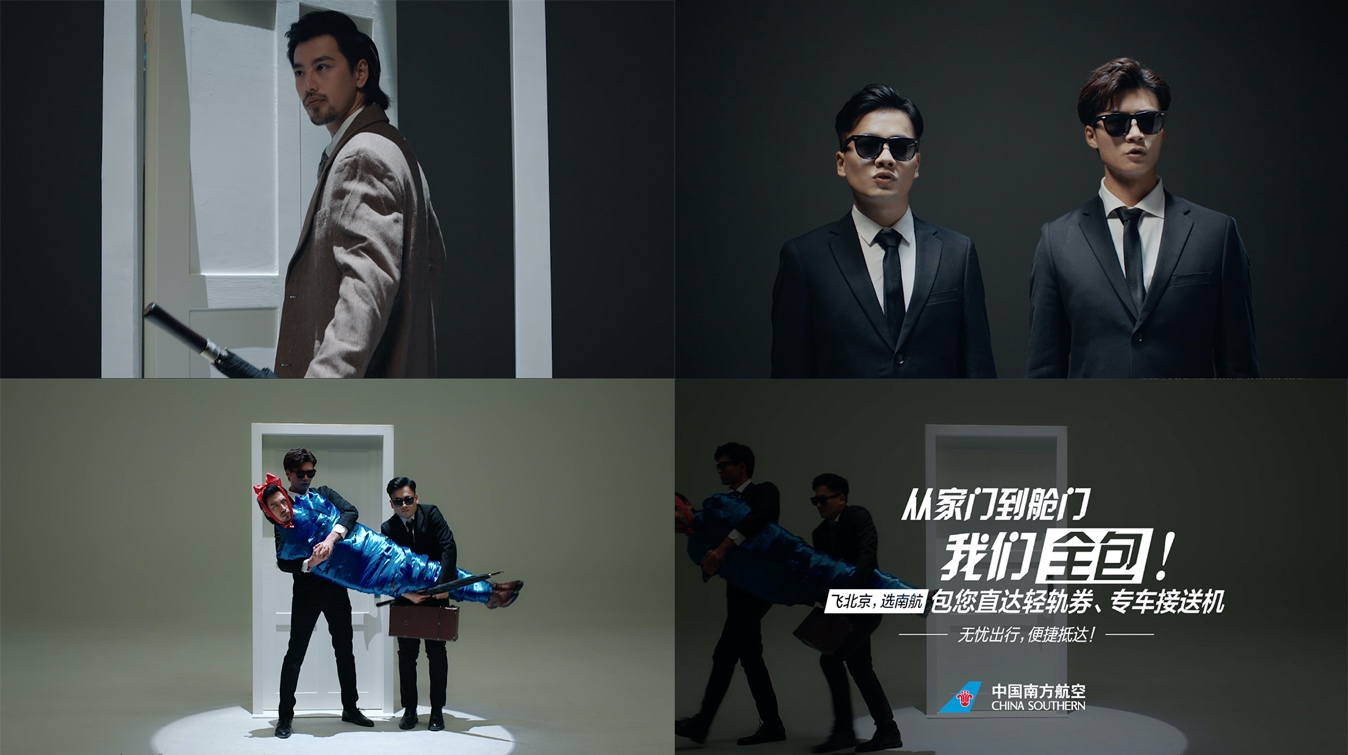 从家门到舱门
我们全包！
飞北京，选南航 包您直达轻轨券、专车接送机
无忧出行，便捷抵达！
中国南方航空
CHINA SOUTHERN